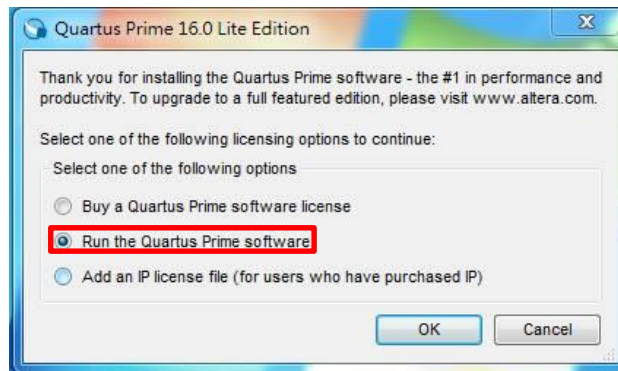 Quartus Prime 16.0 Lite Edition
Thank you for installing the Quartus Prime software - the #1 in performance and
productivity. To upgrade to a full featured edition, please visit www.altera.com.
Select one of the following licensing options to continue:
Select one of the following options
Buy a Quartus Prime software license
Run the Quartus Prime software
Add an IP license file (for users who have purchased IP)
OK Cancel